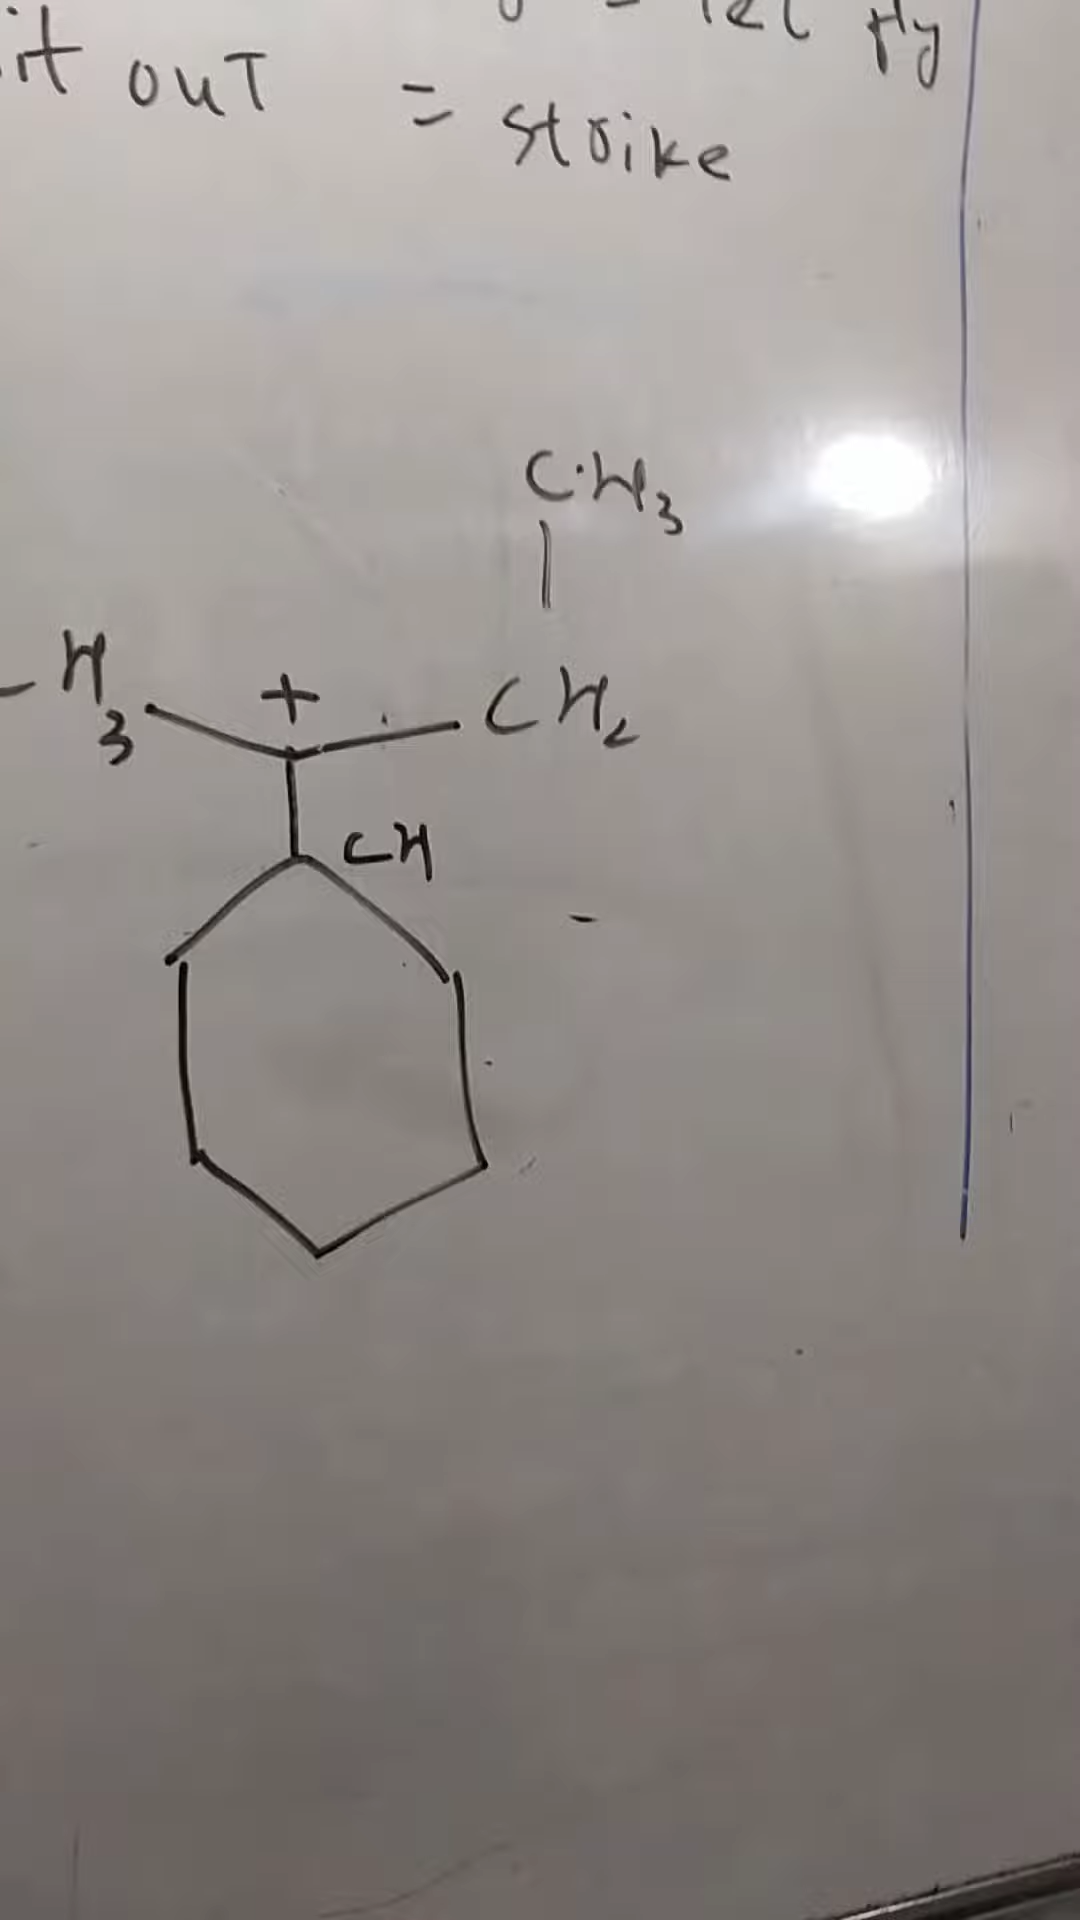 it out = strike
CH3
H3 + CH2
CH